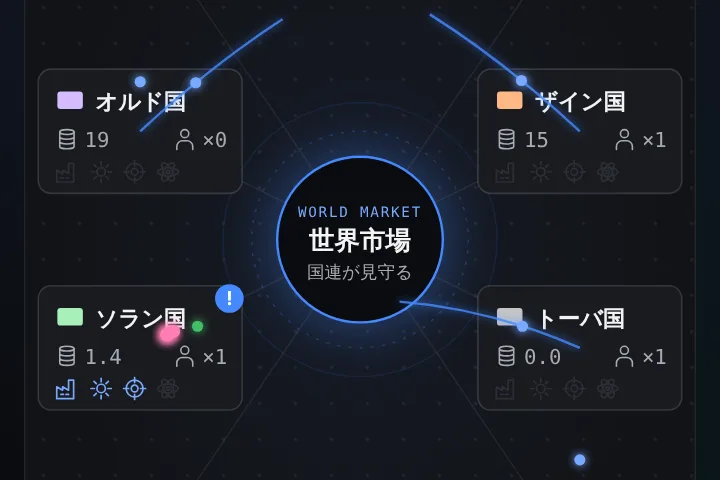 オルド国
19
×0
ザイン国
15
×1
WORLD MARKET
世界市場
国連が見守る
ソラン国
!
1.4
×1
トーバ国
0.0
×1